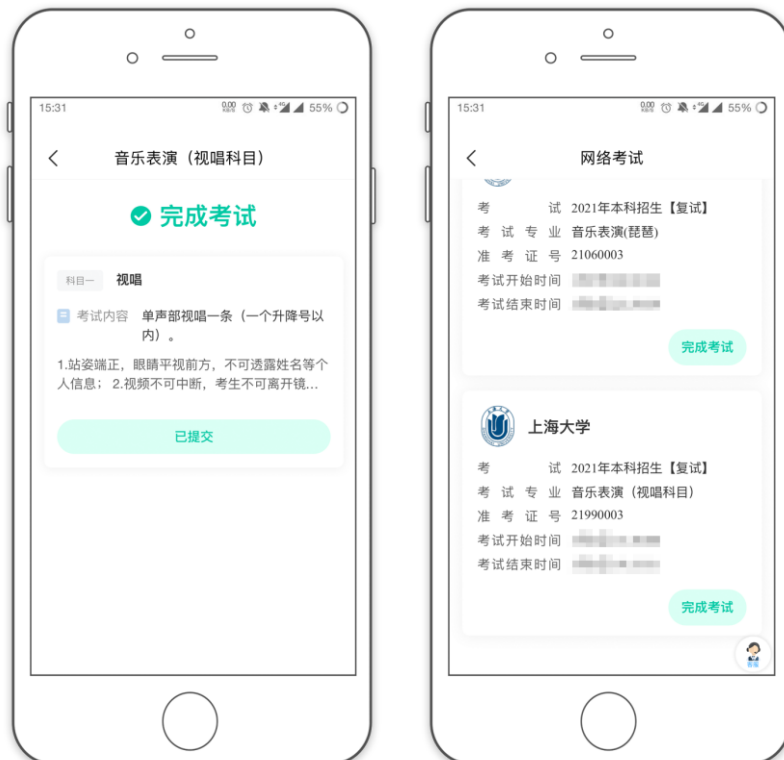 15:31
0.00
KB/S
4G
55%
音乐表演（视唱科目）
完成考试
科目一
视唱
考试内容
单声部视唱一条（一个升降号以
内）。
1.站姿端正，眼睛平视前方，不可透露姓名等个
人信息； 2.视频不可中断，考生不可离开镜...
已提交
15:31
0.00
KB/S
4G
55%
网络考试
考试 2021年本科招生【复试】
考试专业 音乐表演(琵琶)
准考证号 21060003
考试开始时间
考试结束时间
完成考试
上海大学
考试 2021年本科招生【复试】
考试专业 音乐表演（视唱科目）
准考证号 21990003
考试开始时间
考试结束时间
完成考试